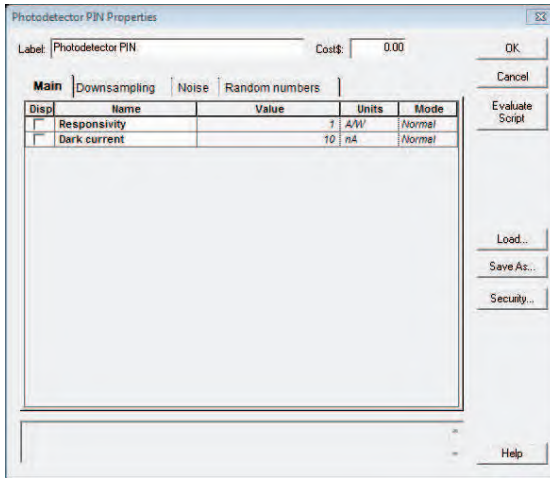 Photodetector PIN Properties
Label: Photodetector PIN Cost$: 0.00
OK
Cancel
Evaluate Script
Main Downsampling Noise Random numbers
Disp Name Value Units Mode
Responsivity 1 A/W Normal
Dark current 10 nA Normal
Load...
Save As...
Security...
Help